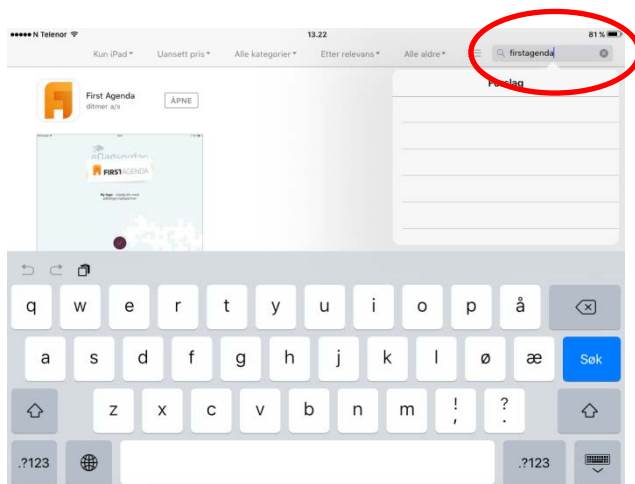 N Telenor 13.22 81 %
Kun iPad Uansett pris Alle kategorier Etter relevans Alle aldre firstagenda
First Agenda
ditmer a/s
ÅPNE
Forslag
FIRSTAGENDA
q w e r t y u i o p å
a s d f g h j k l ø æ Søk
z x c v b n m ! , ? .
.?123 .?123